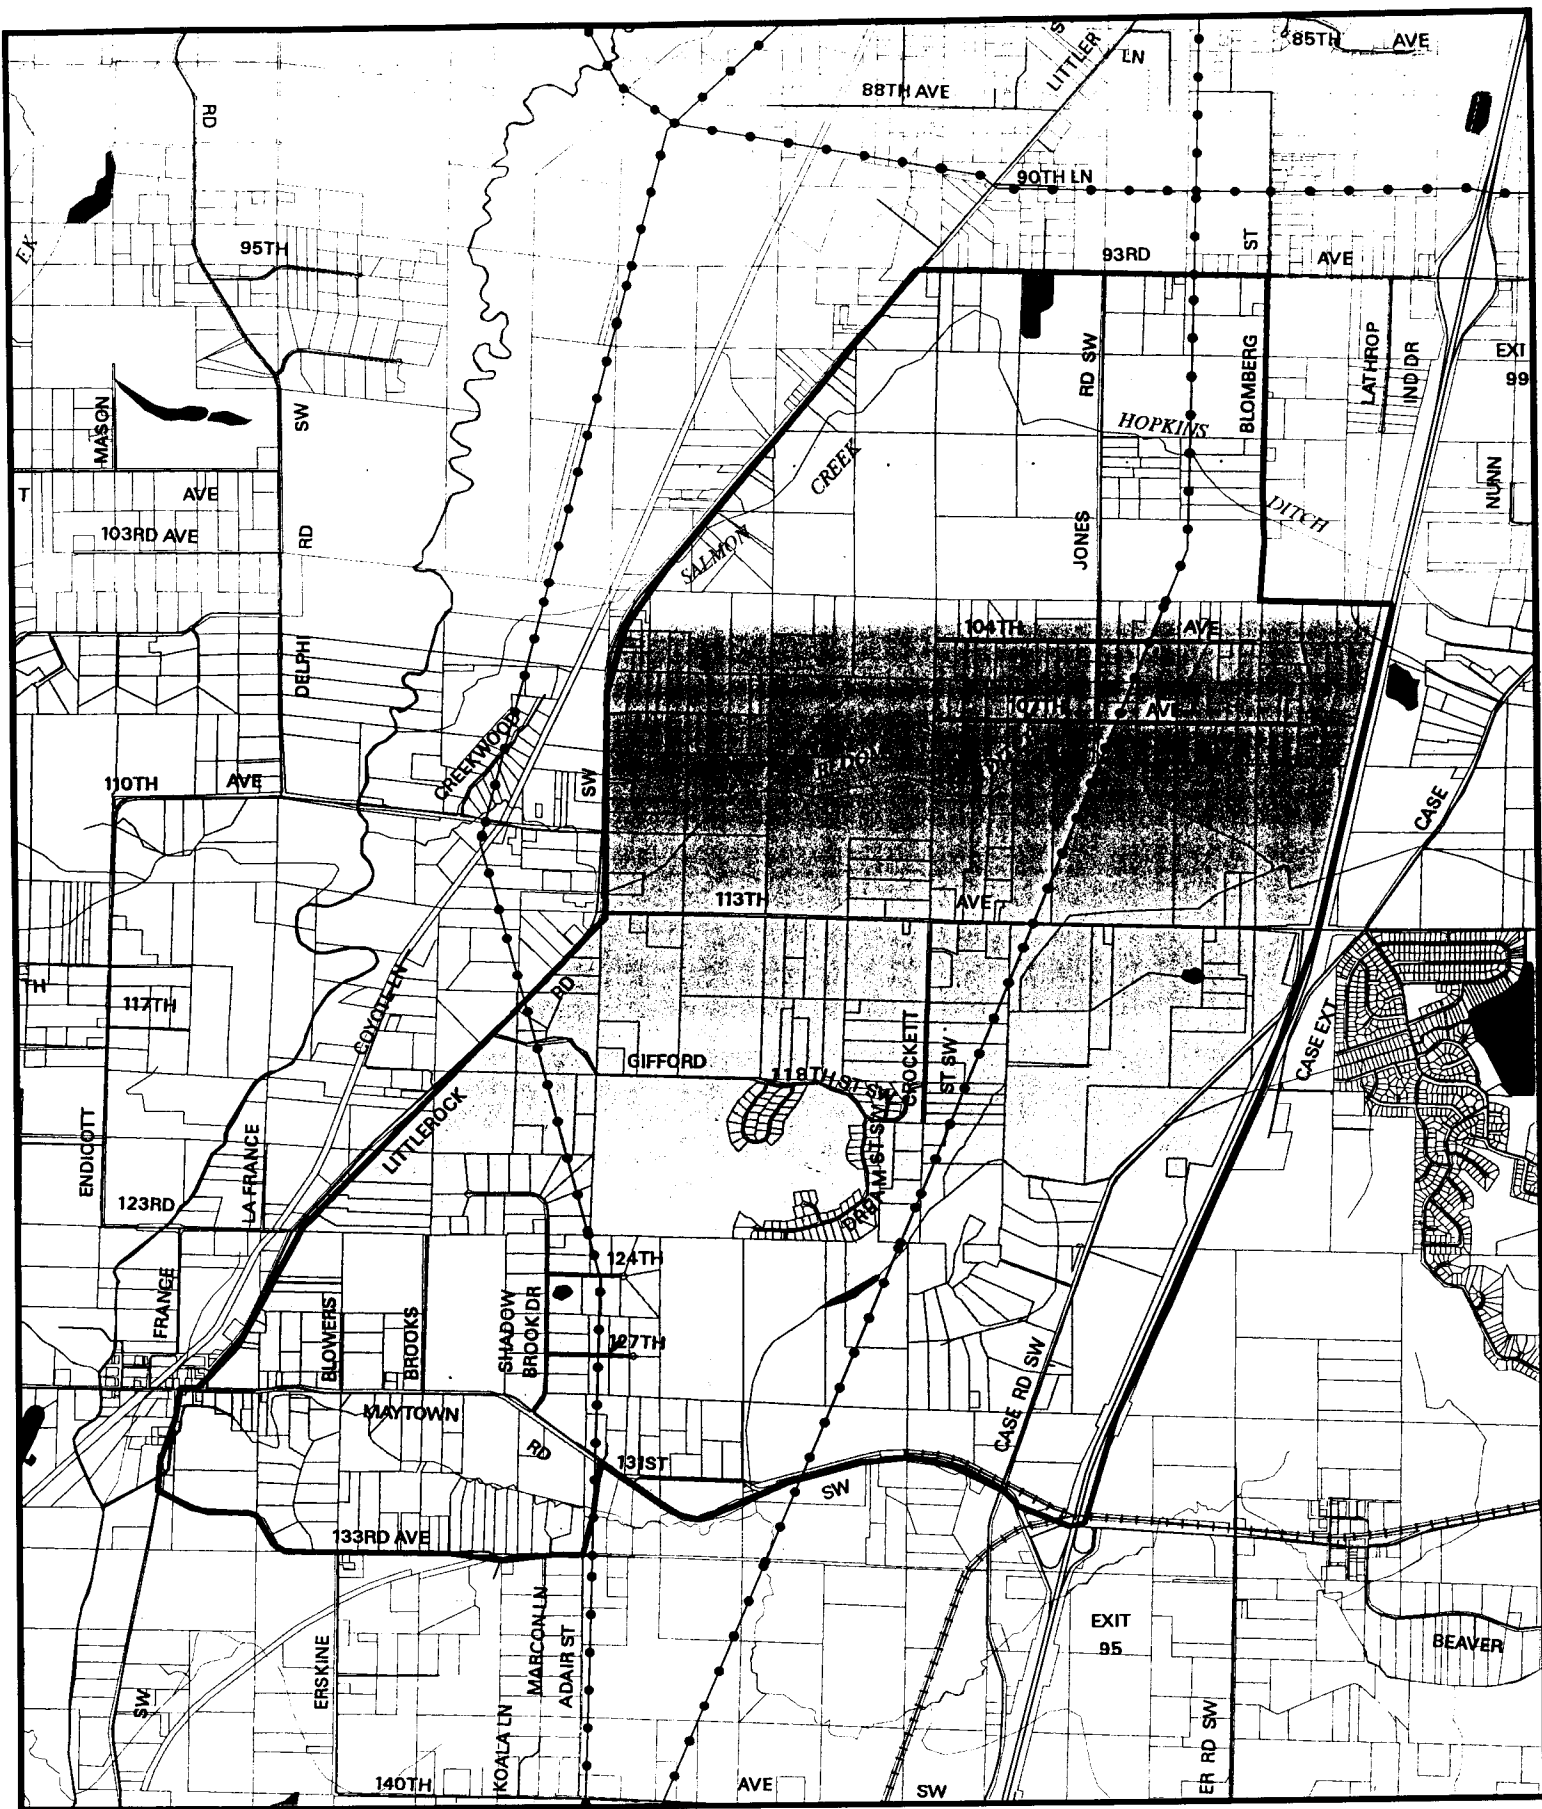 85TH AVE
LITTLER
LN
88TH AVE
RD
90TH LN
EK
95TH
93RD
ST
AVE
MASON
SW
RD SW
BLOMBERG
LATHROP
IND DR
EXI
99
CREEK
HOPKINS
NUNN
T
AVE
103RD AVE
RD
SALMON
JONES
DITCH
DELPHI
104TH
AVE
107TH
AVE
CREEKWOOD
110TH
AVE
SW
CASE
113TH
AVE
TH
117TH
COYOTE LN
RD
CASE EXT
GIFFORD
118TH ST SW
CROCKETT
ST SW
ENDICOTT
LA FRANCE
LITTLEROCK
DREAM ST SW
123RD
124TH
FRANCE
BLOWERS
BROOKS
SHADOW
BROOK DR
127TH
CASE RD SW
MAYTOWN
RD
131ST
SW
133RD AVE
ERSKINE
MARCON LN
ADAIR ST
EXIT
95
BEAVER
SW
KOALA LN
ER RD SW
140TH
AVE
SW